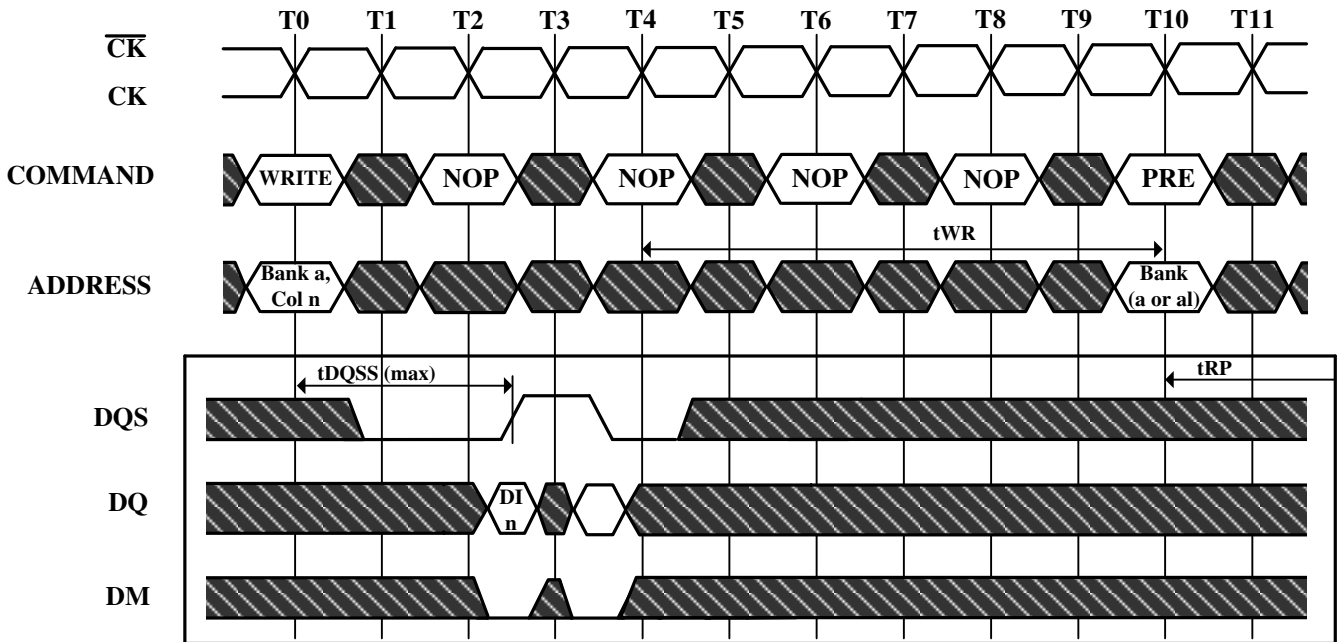 T0 T1 T2 T3 T4 T5 T6 T7 T8 T9 T10 T11
CK
CK
COMMAND
WRITE NOP NOP NOP NOP PRE
tWR
ADDRESS
Bank a,
Col n
Bank
(a or al)
tDQSS (max)
tRP
DQS
DQ
DI
n
DM